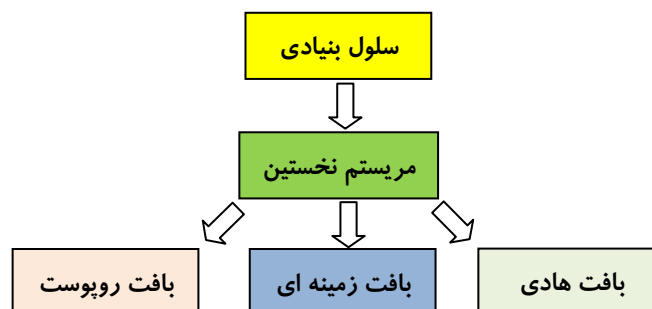 سلول بنیادی
مریستم نخستین
بافت هادی
بافت زمینه ای
بافت روپوست